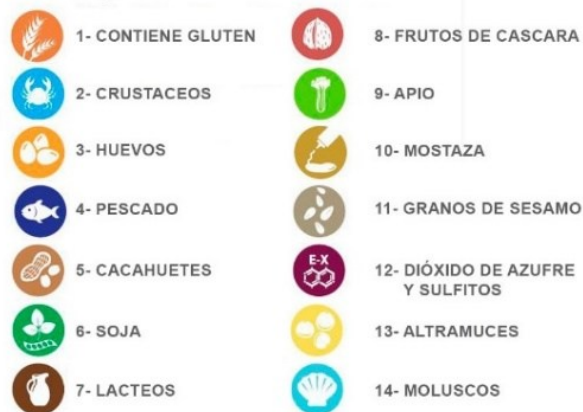 1- CONTIENE GLUTEN
2- CRUSTACEOS
3- HUEVOS
4- PESCADO
5- CACAHUETES
6- SOJA
7- LACTEOS
8- FRUTOS DE CASCARA
9- APIO
10- MOSTAZA
11- GRANOS DE SESAMO
E-X
12- DIÓXIDO DE AZUFRE
Y SULFITOS
13- ALTRAMUCES
14- MOLUSCOS